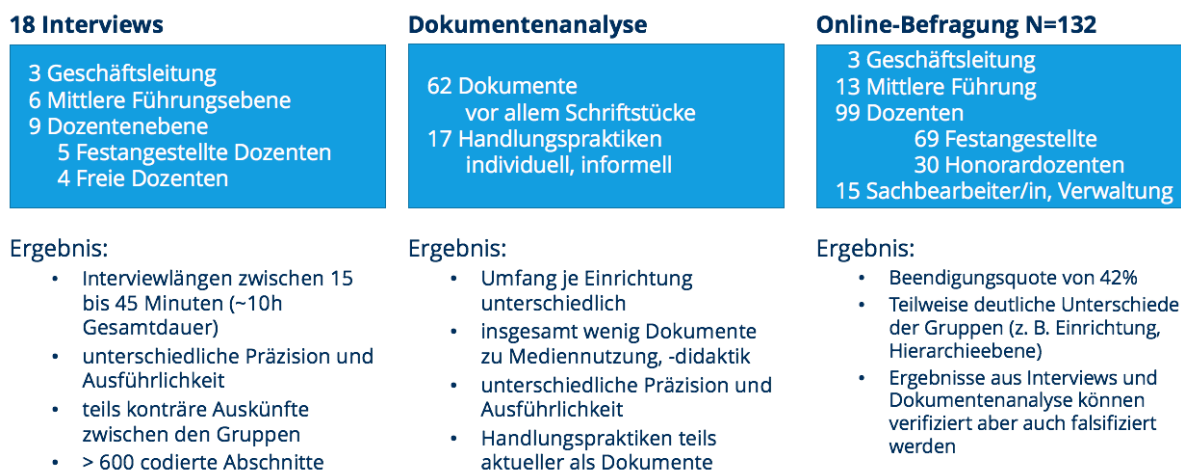 18 Interviews
3 Geschäftsleitung
6 Mittlere Führungsebene
9 Dozentenebene
5 Festangestellte Dozenten
4 Freie Dozenten
Ergebnis:
• Interviewlängen zwischen 15
bis 45 Minuten (~10h
Gesamtdauer)
• unterschiedliche Präzision und
Ausführlichkeit
• teils konträre Auskünfte
zwischen den Gruppen
• > 600 codierte Abschnitte
Dokumentenanalyse
62 Dokumente
vor allem Schriftstücke
17 Handlungspraktiken
individuell, informell
Ergebnis:
• Umfang je Einrichtung
unterschiedlich
• insgesamt wenig Dokumente
zu Mediennutzung, -didaktik
• unterschiedliche Präzision und
Ausführlichkeit
• Handlungspraktiken teils
aktueller als Dokumente
Online-Befragung N=132
3 Geschäftsleitung
13 Mittlere Führung
99 Dozenten
69 Festangestellte
30 Honorardozenten
15 Sachbearbeiter/in, Verwaltung
Ergebnis:
• Beendigungsquote von 42%
• Teilweise deutliche Unterschiede
der Gruppen (z. B. Einrichtung,
Hierarchieebene)
• Ergebnisse aus Interviews und
Dokumentenanalyse können
verifiziert aber auch falsifiziert
werden